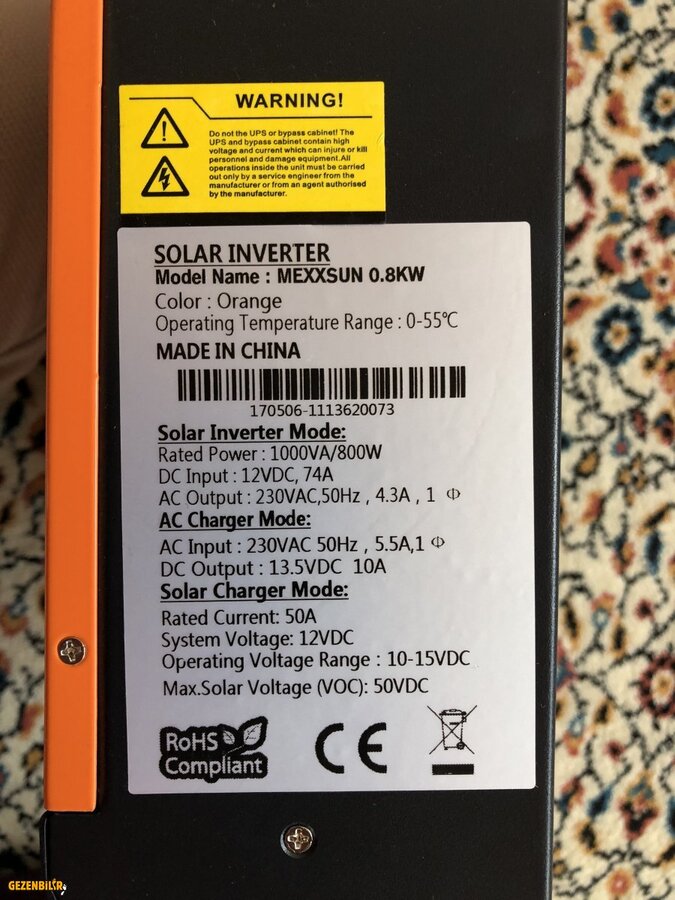 WARNING!
Do not the UPS or bypass cabinet! The
UPS and bypass cabinet contain high
voltage and current which can injure or kill
personnel and damage equipment.All
operations inside the unit must be carried
out only by a service engineer from the
manufacturer or from an agent authorised
by the manufacturer.
SOLAR INVERTER
Model Name : MEXXSUN 0.8KW
Color : Orange
Operating Temperature Range : 0-55℃
MADE IN CHINA
170506-1113620073
Solar Inverter Mode:
Rated Power : 1000VA/800W
DC Input : 12VDC, 74A
AC Output : 230VAC,50Hz , 4.3A , 1 Φ
AC Charger Mode:
AC Input : 230VAC 50Hz , 5.5A,1 Φ
DC Output : 13.5VDC 10A
Solar Charger Mode:
Rated Current: 50A
System Voltage: 12VDC
Operating Voltage Range : 10-15VDC
Max.Solar Voltage (VOC): 50VDC
RoHS
Compliant
CE
GEZENBİLİR